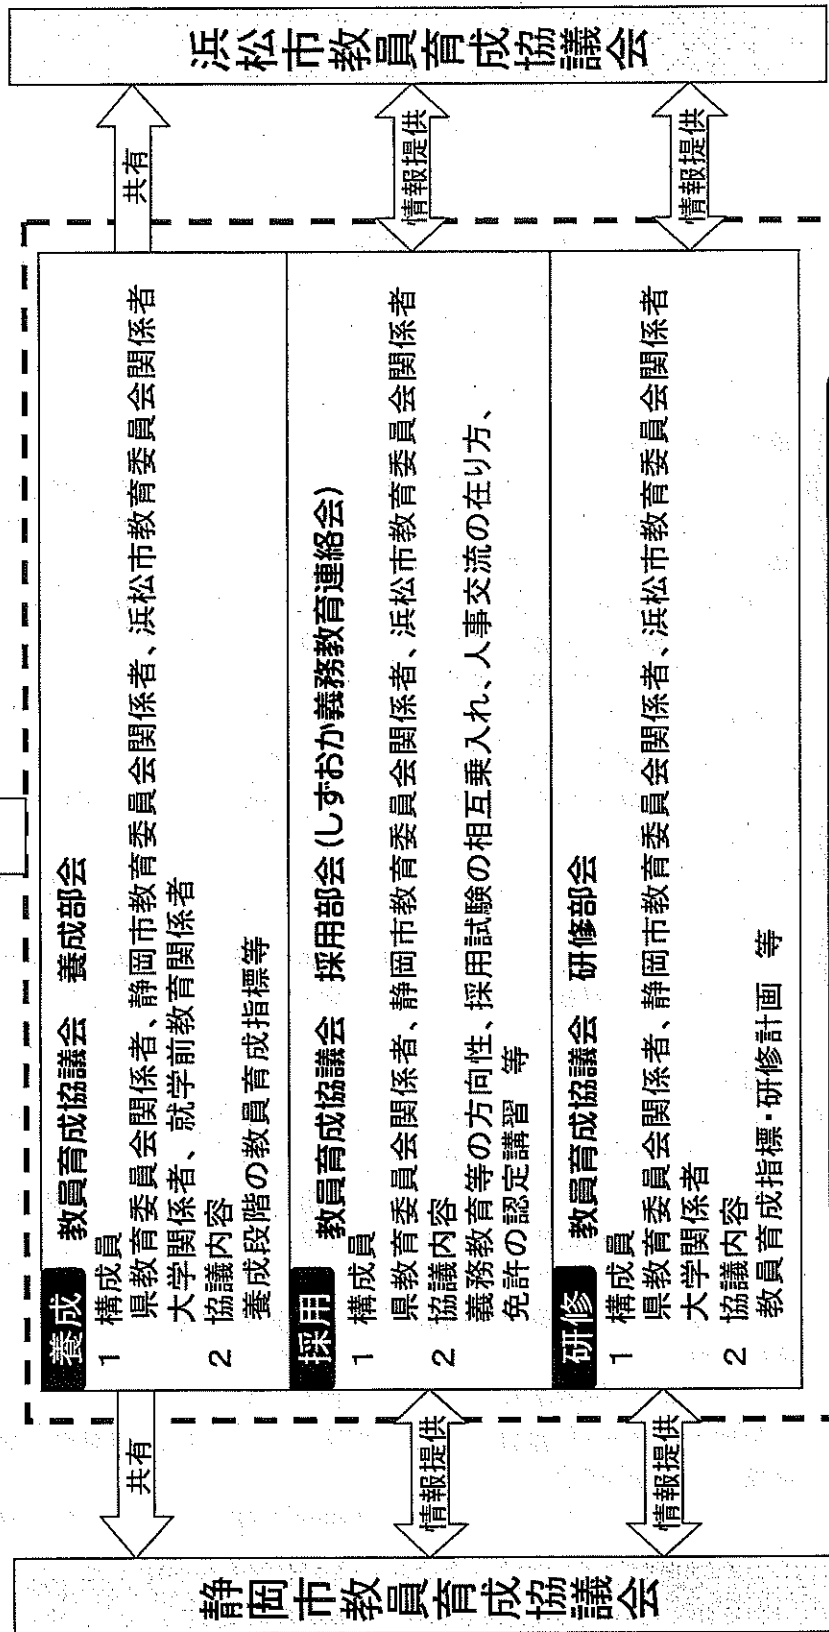 静岡市教員育成協議会
共有
情報提供
情報提供
養成 教員育成協議会 養成部会
1 構成員
県教育委員会関係者、静岡市教育委員会関係者、浜松市教育委員会関係者
大学関係者、就学前教育関係者
2 協議内容
養成段階の教員育成指標等
採用 教員育成協議会 採用部会(しずおか義務教育連絡会)
1 構成員
県教育委員会関係者、静岡市教育委員会関係者、浜松市教育委員会関係者
2 協議内容
義務教育等の方向性、採用試験の相互乗入れ、人事交流の在り方、
免許の認定講習 等
研修 教員育成協議会 研修部会
1 構成員
県教育委員会関係者、静岡市教育委員会関係者、浜松市教育委員会関係者
大学関係者
2 協議内容
教員育成指標・研修計画 等
共有
情報提供
情報提供
浜松市教員育成協議会